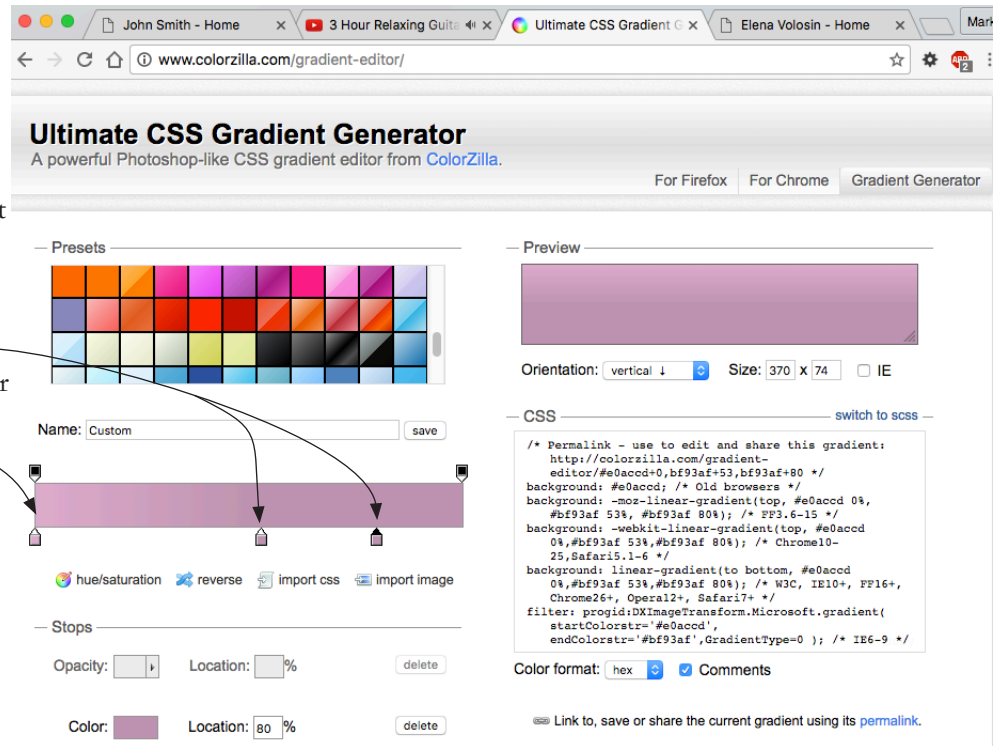 John Smith - Home
3 Hour Relaxing Guita
Ultimate CSS Gradient G
Elena Volosin - Home
Mark
www.colorzilla.com/gradient-editor/
ABP
2
Ultimate CSS Gradient Generator
A powerful Photoshop-like CSS gradient editor from ColorZilla.
For Firefox
For Chrome
Gradient Generator
t
Presets
Preview
Orientation: vertical ↓ Size: 370 x 74 IE
r
Name: Custom save
CSS
switch to scss
/* Permalink - use to edit and share this gradient:
http://colorzilla.com/gradient-
editor/#e0accd+0,bf93af+53,bf93af+80 */
background: #e0accd; /* Old browsers */
background: -moz-linear-gradient(top, #e0accd 0%,
#bf93af 53%, #bf93af 80%); /* FF3.6-15 */
background: -webkit-linear-gradient(top, #e0accd
0%,#bf93af 53%,#bf93af 80%); /* Chrome10-
25,Safari5.1-6 */
background: linear-gradient(to bottom, #e0accd
0%,#bf93af 53%,#bf93af 80%); /* W3C, IE10+, FF16+,
Chrome26+, Opera12+, Safari7+ */
filter: progid:DXImageTransform.Microsoft.gradient(
startColorstr='#e0accd',
endColorstr='#bf93af',GradientType=0 ); /* IE6-9 */
hue/saturation reverse import css import image
Stops
Opacity: Location: % delete
Color: Location: 80 % delete
Color format: hex Comments
Link to, save or share the current gradient using its permalink.